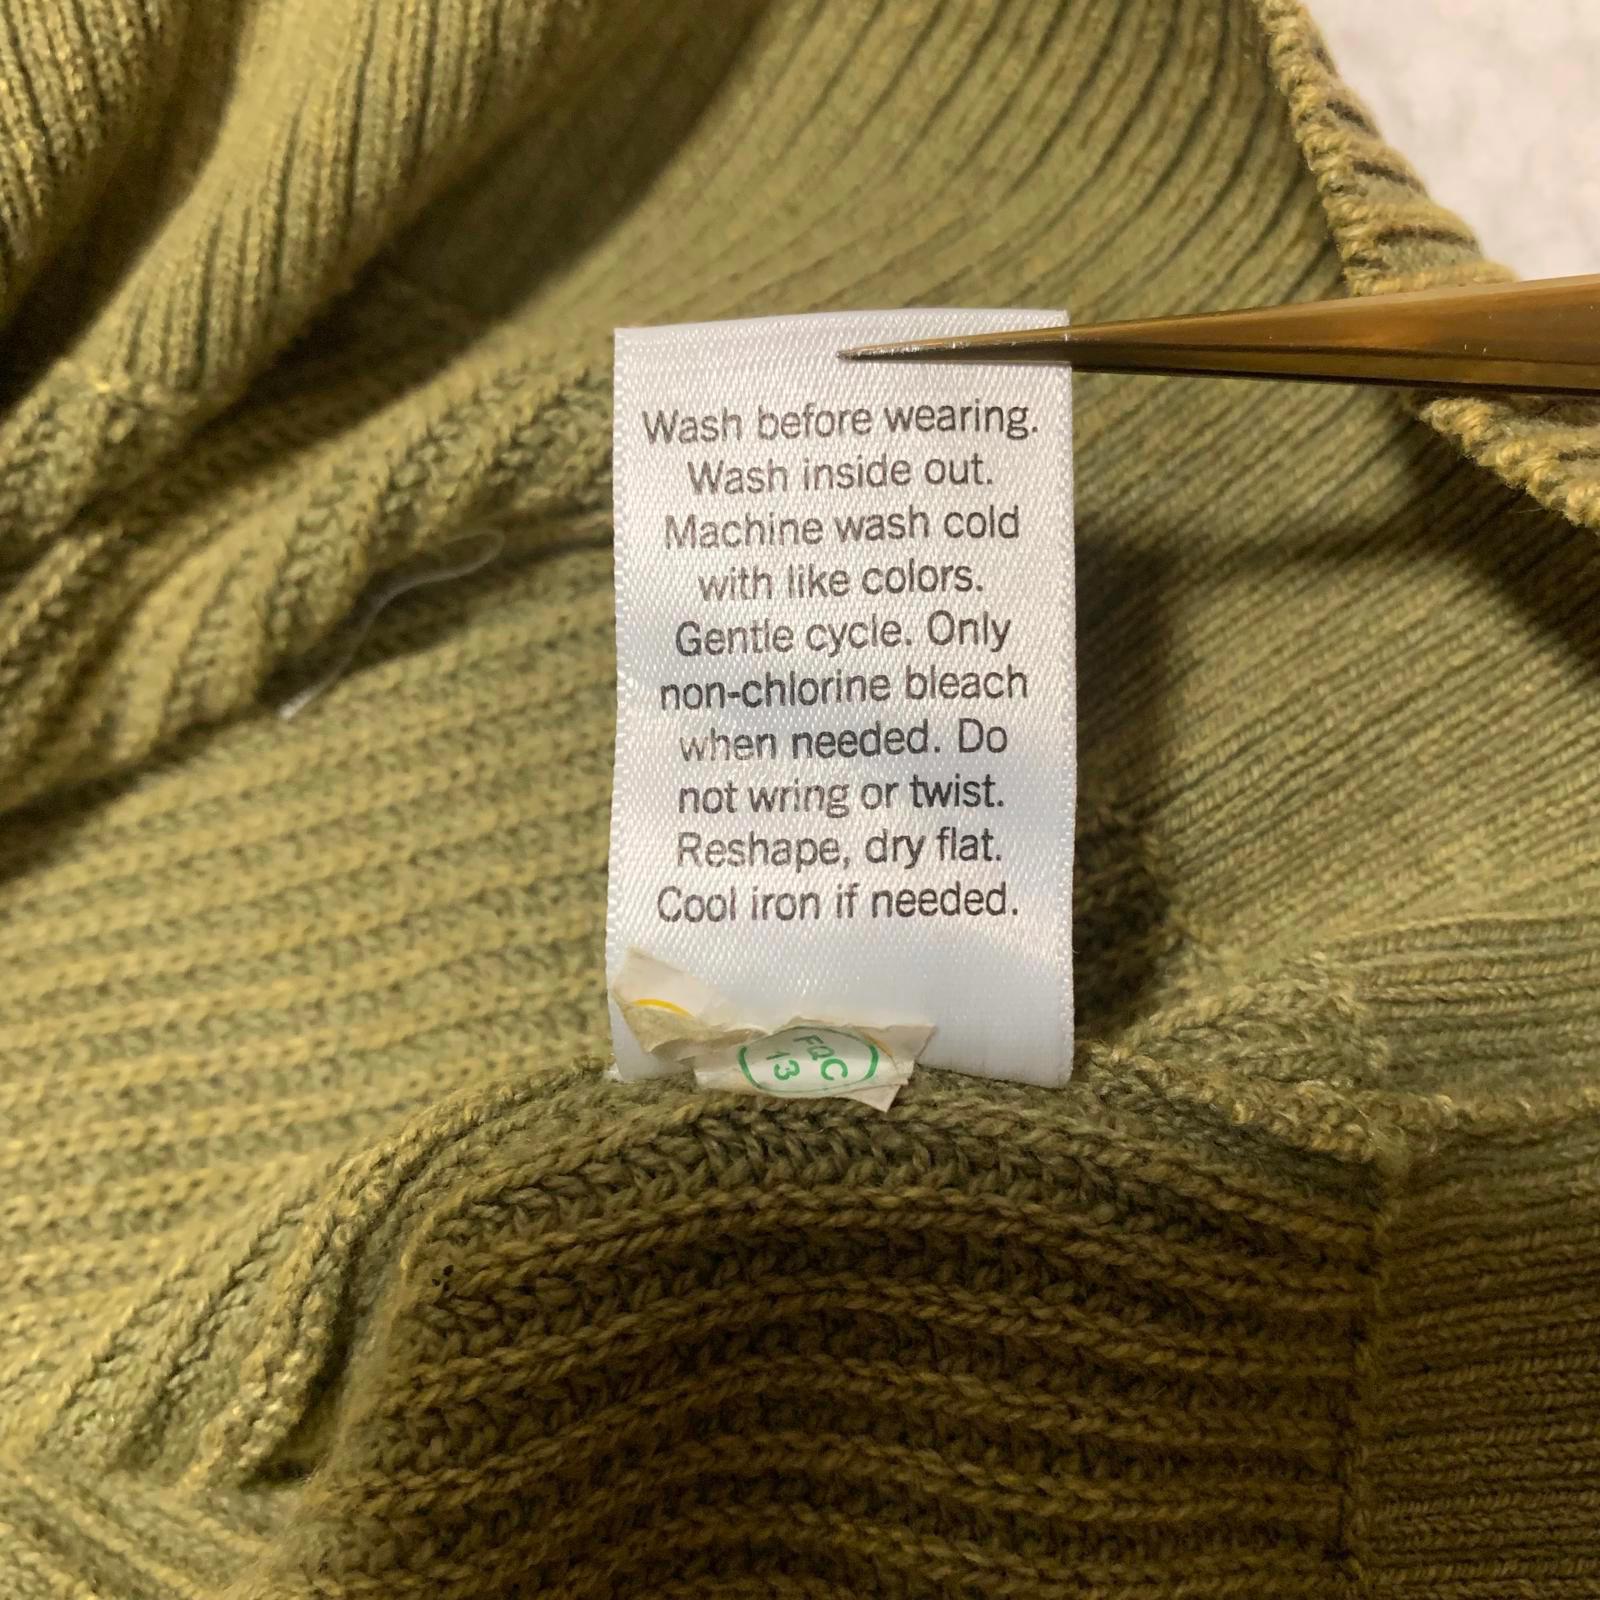 Wash before wearing.
Wash inside out.
Machine wash cold
with like colors.
Gentle cycle. Only
non-chlorine bleach
when needed. Do
not wring or twist.
Reshape, dry flat.
Cool iron if needed.
FQC
13